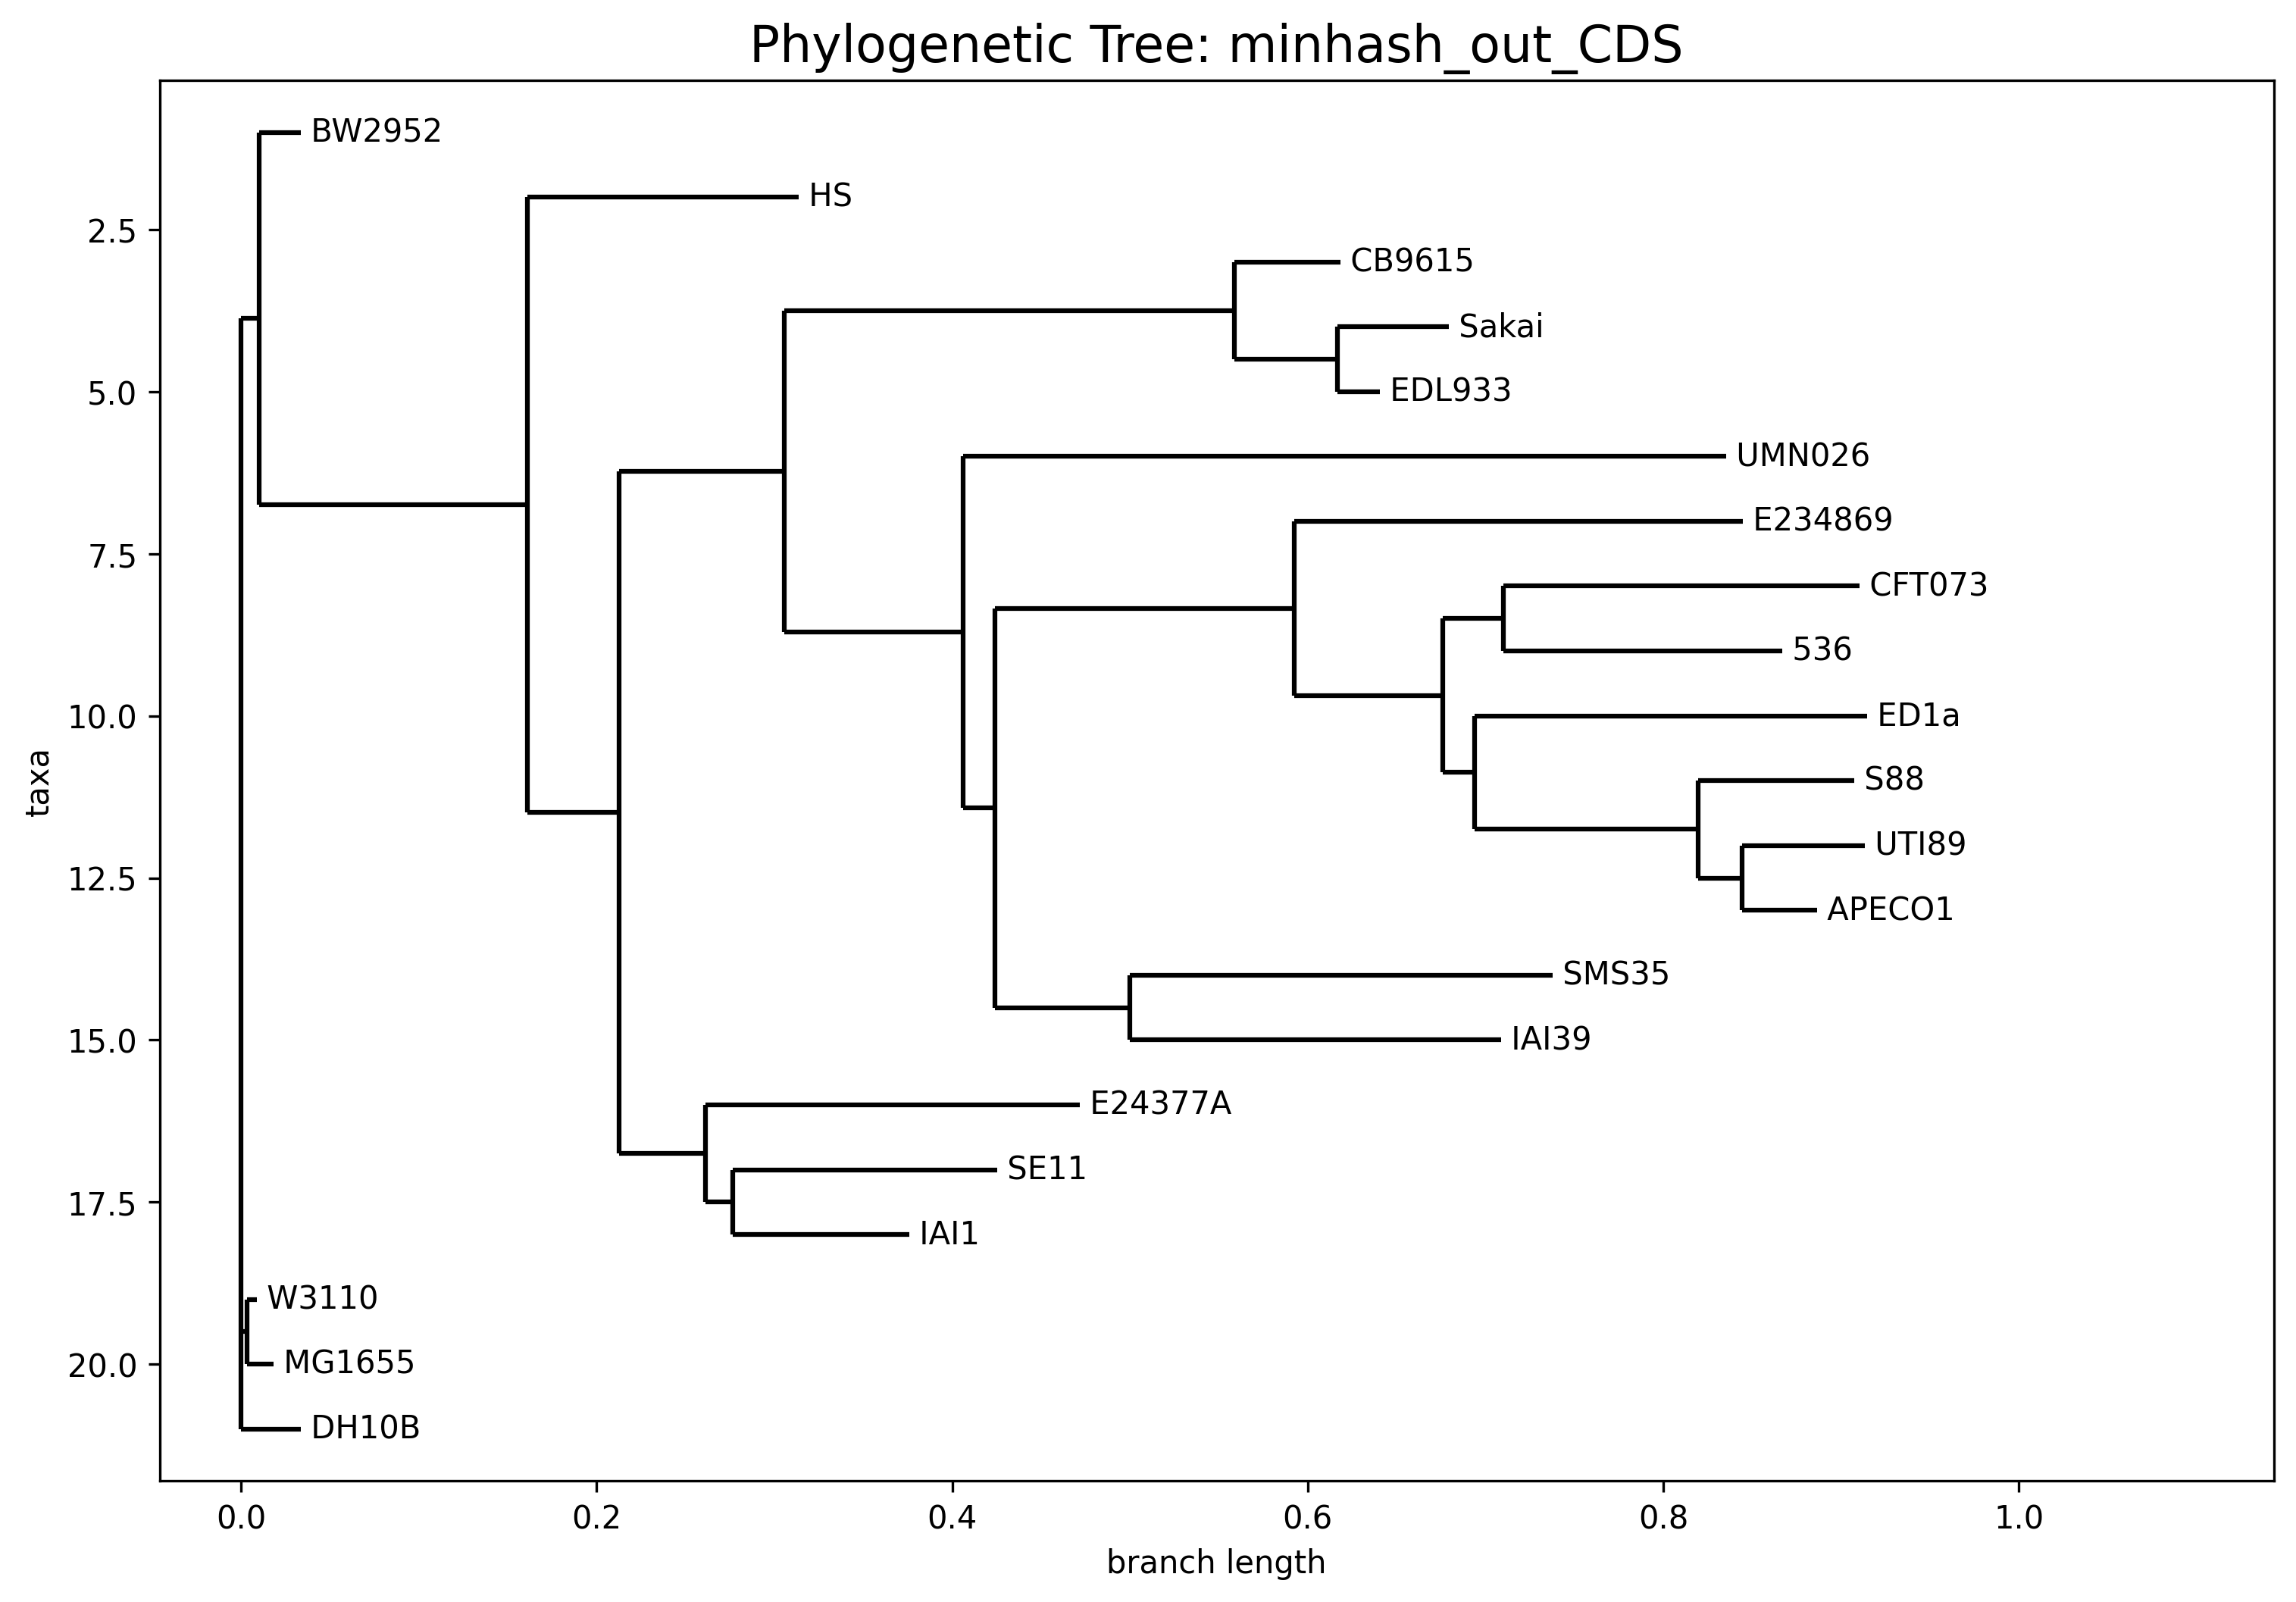 Phylogenetic Tree: minhash_out_CDS
BW2952
HS
2.5
CB9615
Sakai
5.0
EDL933
UMN026
E234869
7.5
CFT073
536
10.0
ED1a
taxa
S88
UTI89
12.5
APECO1
SMS35
15.0
IAI39
E24377A
SE11
17.5
IAI1
W3110
20.0
MG1655
DH10B
0.0 0.2 0.4 0.6 0.8 1.0
branch length